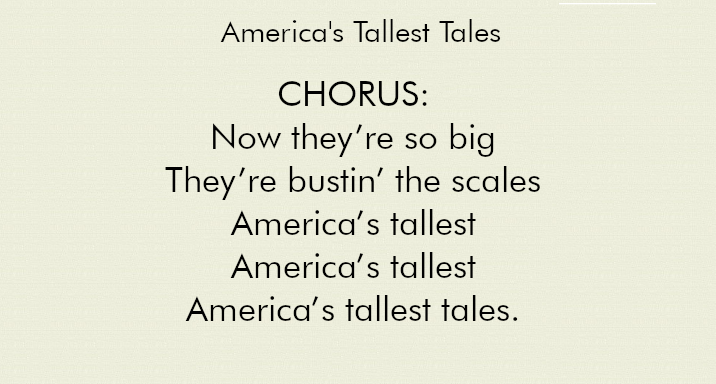 America's Tallest Tales
CHORUS:
Now they’re so big
They’re bustin’ the scales
America’s tallest
America’s tallest
America’s tallest tales.